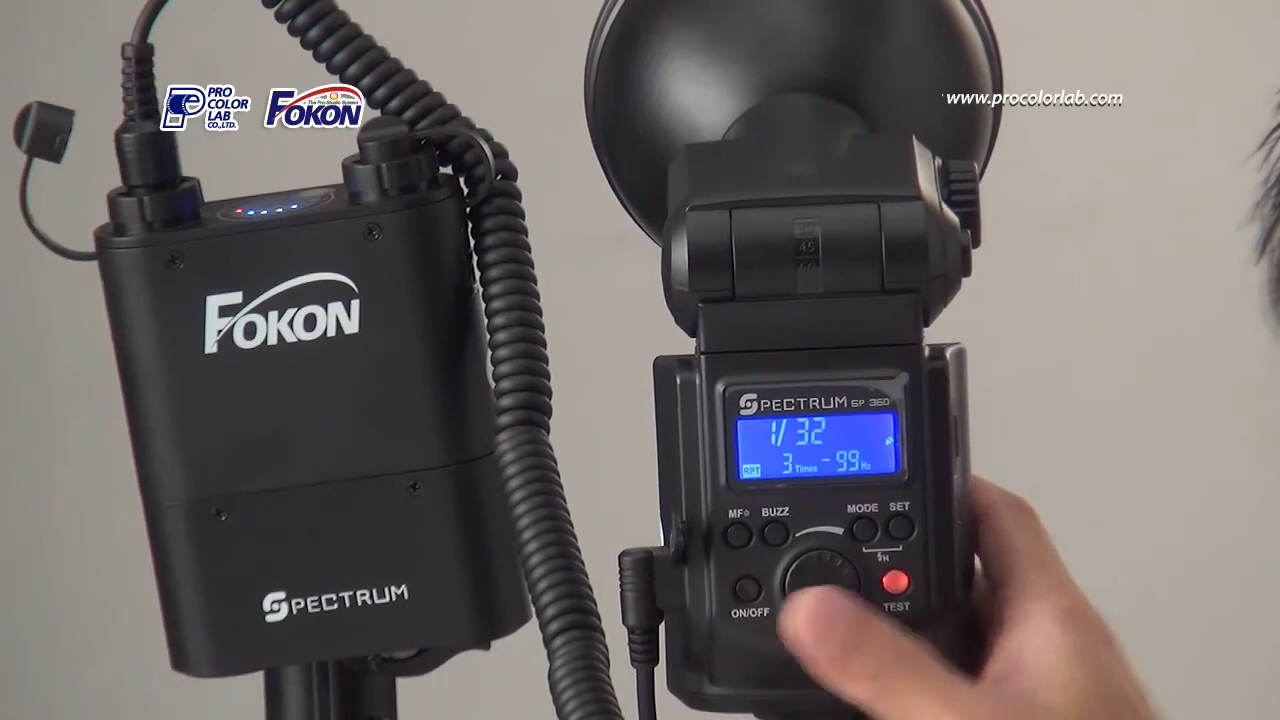 PRO
COLOR
LAB
CO.,LTD.
The Pro-Studio System
FOKON
www.procolorlab.com
45
60
FOKON
SPECTRUM
SPECTRUM SP 360
1/32
RPT 3 Times -99 Hz
MF BUZZ MODE SET
H
ON/OFF TEST